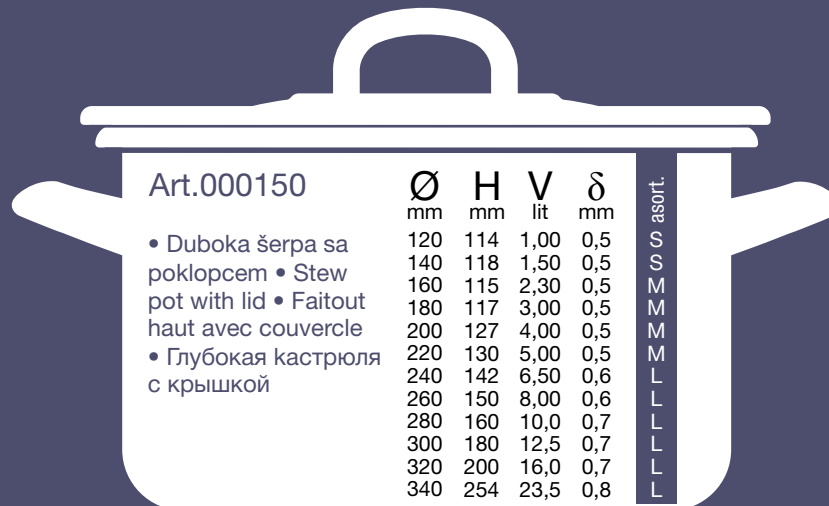 Art.000150
• Duboka šerpa sa
poklopcem • Stew
pot with lid • Faitout
haut avec couvercle
• Глубокая кастрюля
с крышкой
Ø H V δ asort.
mm mm lit mm
120 114 1,00 0,5 S
140 118 1,50 0,5 S
160 115 2,30 0,5 M
180 117 3,00 0,5 M
200 127 4,00 0,5 M
220 130 5,00 0,5 M
240 142 6,50 0,6 L
260 150 8,00 0,6 L
280 160 10,0 0,7 L
300 180 12,5 0,7 L
320 200 16,0 0,7 L
340 254 23,5 0,8 L